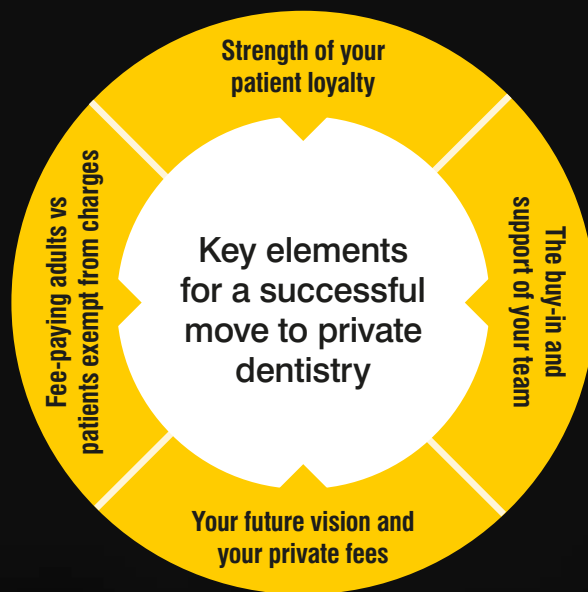 Strength of your
patient loyalty
The buy-in and
support of your team
Your future vision and
your private fees
Fee-paying adults vs
patients exempt from charges
Key elements
for a successful
move to private
dentistry